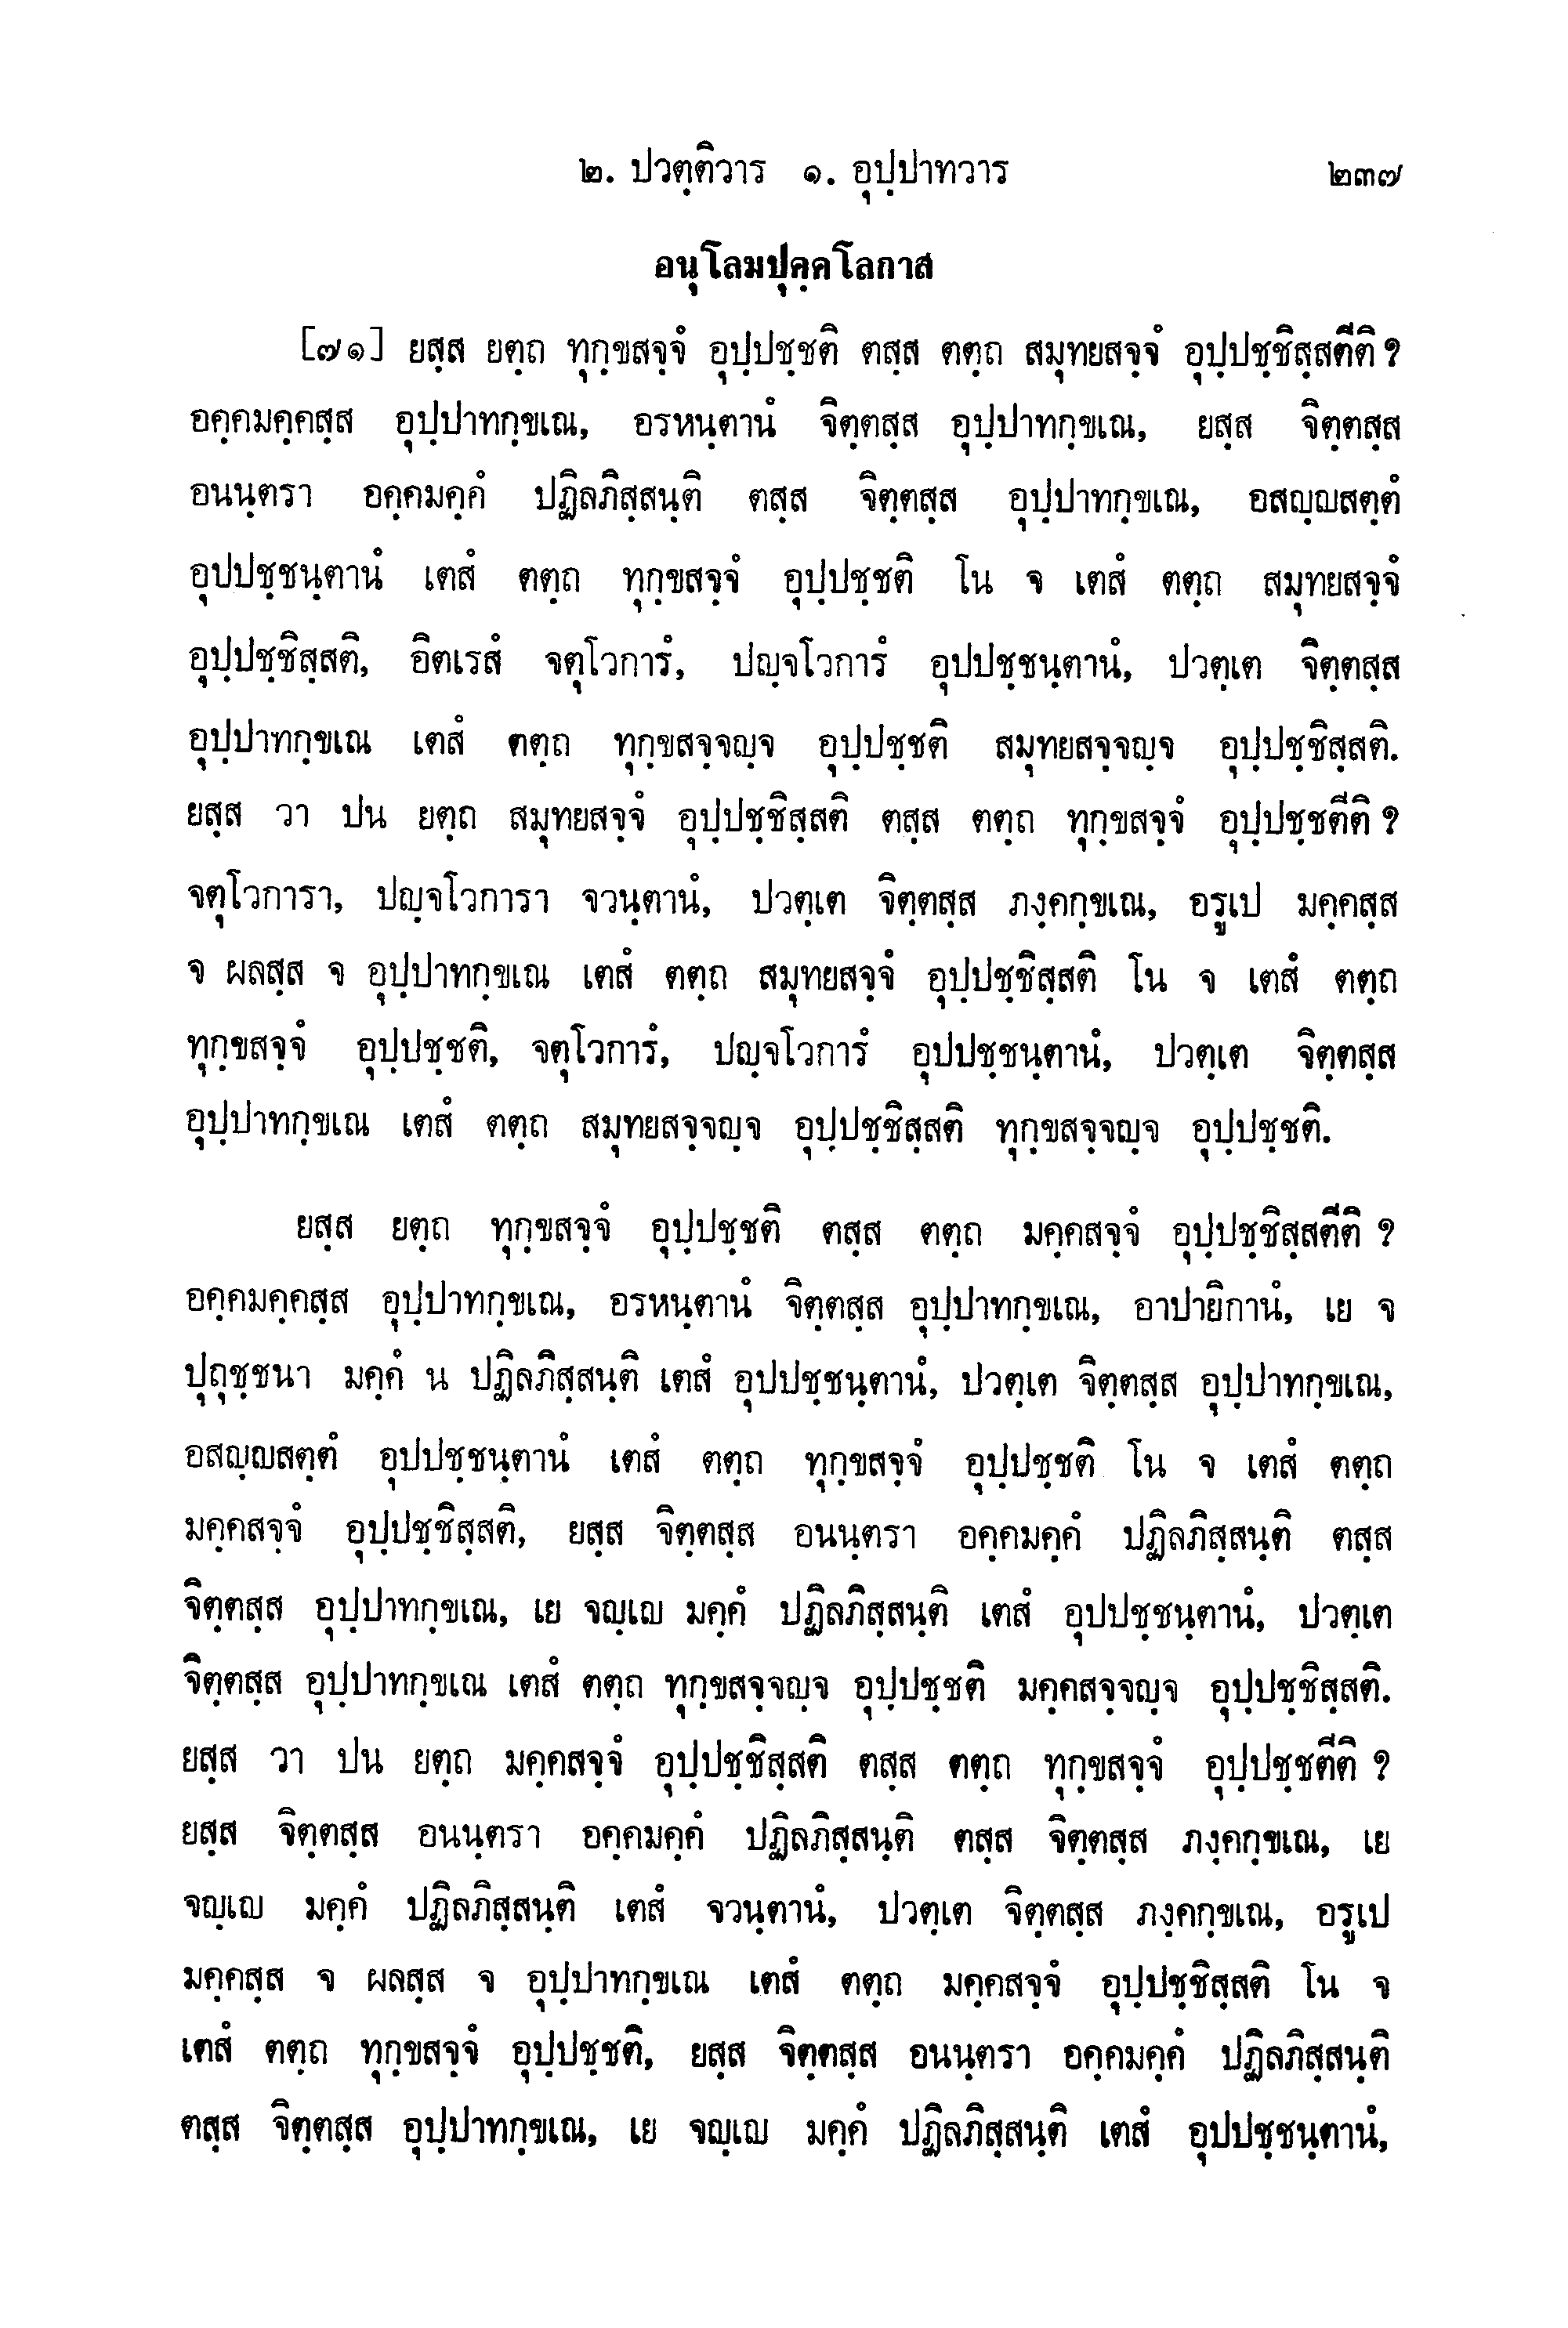 ๒. ปวตฺติวาร ๑. อุปฺปาทวาร ๒๓๗
อนุโลมปุคฺคโลกาส
[๗๑] ยสฺส ยตฺถ ทุกฺขสจฺจํ อุปฺปชฺชติ ตสฺส ตตฺถ สมุทยสจฺจํ อุปฺปชฺชิสฺสตีติ ?
อคฺคมคฺคสฺส อุปฺปาทกฺขเณ, อรหนฺตานํ จิตฺตสฺส อุปฺปาทกฺขเณ, ยสฺส จิตฺตสฺส
อนนฺตรา อคฺคมคฺคํ ปฏิลภิสฺสนฺติ ตสฺส จิตฺตสฺส อุปฺปาทกฺขเณ, อสญฺญสตฺตํ
อุปปชฺชนฺตานํ เตสํ ตตฺถ ทุกฺขสจฺจํ อุปฺปชฺชติ โน จ เตสํ ตตฺถ สมุทยสจฺจํ
อุปฺปชฺชิสฺสติ, อิตเรสํ จตุโวการํ, ปญฺจโวการํ อุปปชฺชนฺตานํ, ปวตฺเต จิตฺตสฺส
อุปฺปาทกฺขเณ เตสํ ตตฺถ ทุกฺขสจฺจญฺจ อุปฺปชฺชติ สมุทยสจฺจญฺจ อุปฺปชฺชิสฺสติ.
ยสฺส วา ปน ยตฺถ สมุทยสจฺจํ อุปฺปชฺชิสฺสติ ตสฺส ตตฺถ ทุกฺขสจฺจํ อุปฺปชฺชตีติ ?
จตุโวการา, ปญฺจโวการา จวนฺตานํ, ปวตฺเต จิตฺตสฺส ภงฺคกฺขเณ, อรูเป มคฺคสฺส
จ ผลสฺส จ อุปฺปาทกฺขเณ เตสํ ตตฺถ สมุทยสจฺจํ อุปฺปชฺชิสฺสติ โน จ เตสํ ตตฺถ
ทุกฺขสจฺจํ อุปฺปชฺชติ, จตุโวการํ, ปญฺจโวการํ อุปปชฺชนฺตานํ, ปวตฺเต จิตฺตสฺส
อุปฺปาทกฺขเณ เตสํ ตตฺถ สมุทยสจฺจญฺจ อุปฺปชฺชิสฺสติ ทุกฺขสจฺจญฺจ อุปฺปชฺชติ.
ยสฺส ยตฺถ ทุกฺขสจฺจํ อุปฺปชฺชติ ตสฺส ตตฺถ มคฺคสจฺจํ อุปฺปชฺชิสฺสตีติ ?
อคฺคมคฺคสฺส อุปฺปาทกฺขเณ, อรหนฺตานํ จิตฺตสฺส อุปฺปาทกฺขเณ, อาปายิกานํ, เย จ
ปุถุชฺชนา มคฺคํ น ปฏิลภิสฺสนฺติ เตสํ อุปปชฺชนฺตานํ, ปวตฺเต จิตฺตสฺส อุปฺปาทกฺขเณ,
อสญฺญสตฺตํ อุปปชฺชนฺตานํ เตสํ ตตฺถ ทุกฺขสจฺจํ อุปฺปชฺชติ โน จ เตสํ ตตฺถ
มคฺคสจฺจํ อุปฺปชฺชิสฺสติ, ยสฺส จิตฺตสฺส อนนฺตรา อคฺคมคฺคํ ปฏิลภิสฺสนฺติ ตสฺส
จิตฺตสฺส อุปฺปาทกฺขเณ, เย จญฺเญ มคฺคํ ปฏิลภิสฺสนฺติ เตสํ อุปปชฺชนฺตานํ, ปวตฺเต
จิตฺตสฺส อุปฺปาทกฺขเณ เตสํ ตตฺถ ทุกฺขสจฺจญฺจ อุปฺปชฺชติ มคฺคสจฺจญฺจ อุปฺปชฺชิสฺสติ.
ยสฺส วา ปน ยตฺถ มคฺคสจฺจํ อุปฺปชฺชิสฺสติ ตสฺส ตตฺถ ทุกฺขสจฺจํ อุปฺปชฺชตีติ ?
ยสฺส จิตฺตสฺส อนนฺตรา อคฺคมคฺคํ ปฏิลภิสฺสนฺติ ตสฺส จิตฺตสฺส ภงฺคกฺขเณ, เย
จญฺเญ มคฺคํ ปฏิลภิสฺสนฺติ เตสํ จวนฺตานํ, ปวตฺเต จิตฺตสฺส ภงฺคกฺขเณ, อรูเป
มคฺคสฺส จ ผลสฺส จ อุปฺปาทกฺขเณ เตสํ ตตฺถ มคฺคสจฺจํ อุปฺปชฺชิสฺสติ โน จ
เตสํ ตตฺถ ทุกฺขสจฺจํ อุปฺปชฺชติ, ยสฺส จิตฺตสฺส อนนฺตรา อคฺคมคฺคํ ปฏิลภิสฺสนฺติ
ตสฺส จิตฺตสฺส อุปฺปาทกฺขเณ, เย จญฺเญ มคฺคํ ปฏิลภิสฺสนฺติ เตสํ อุปปชฺชนฺตานํ,